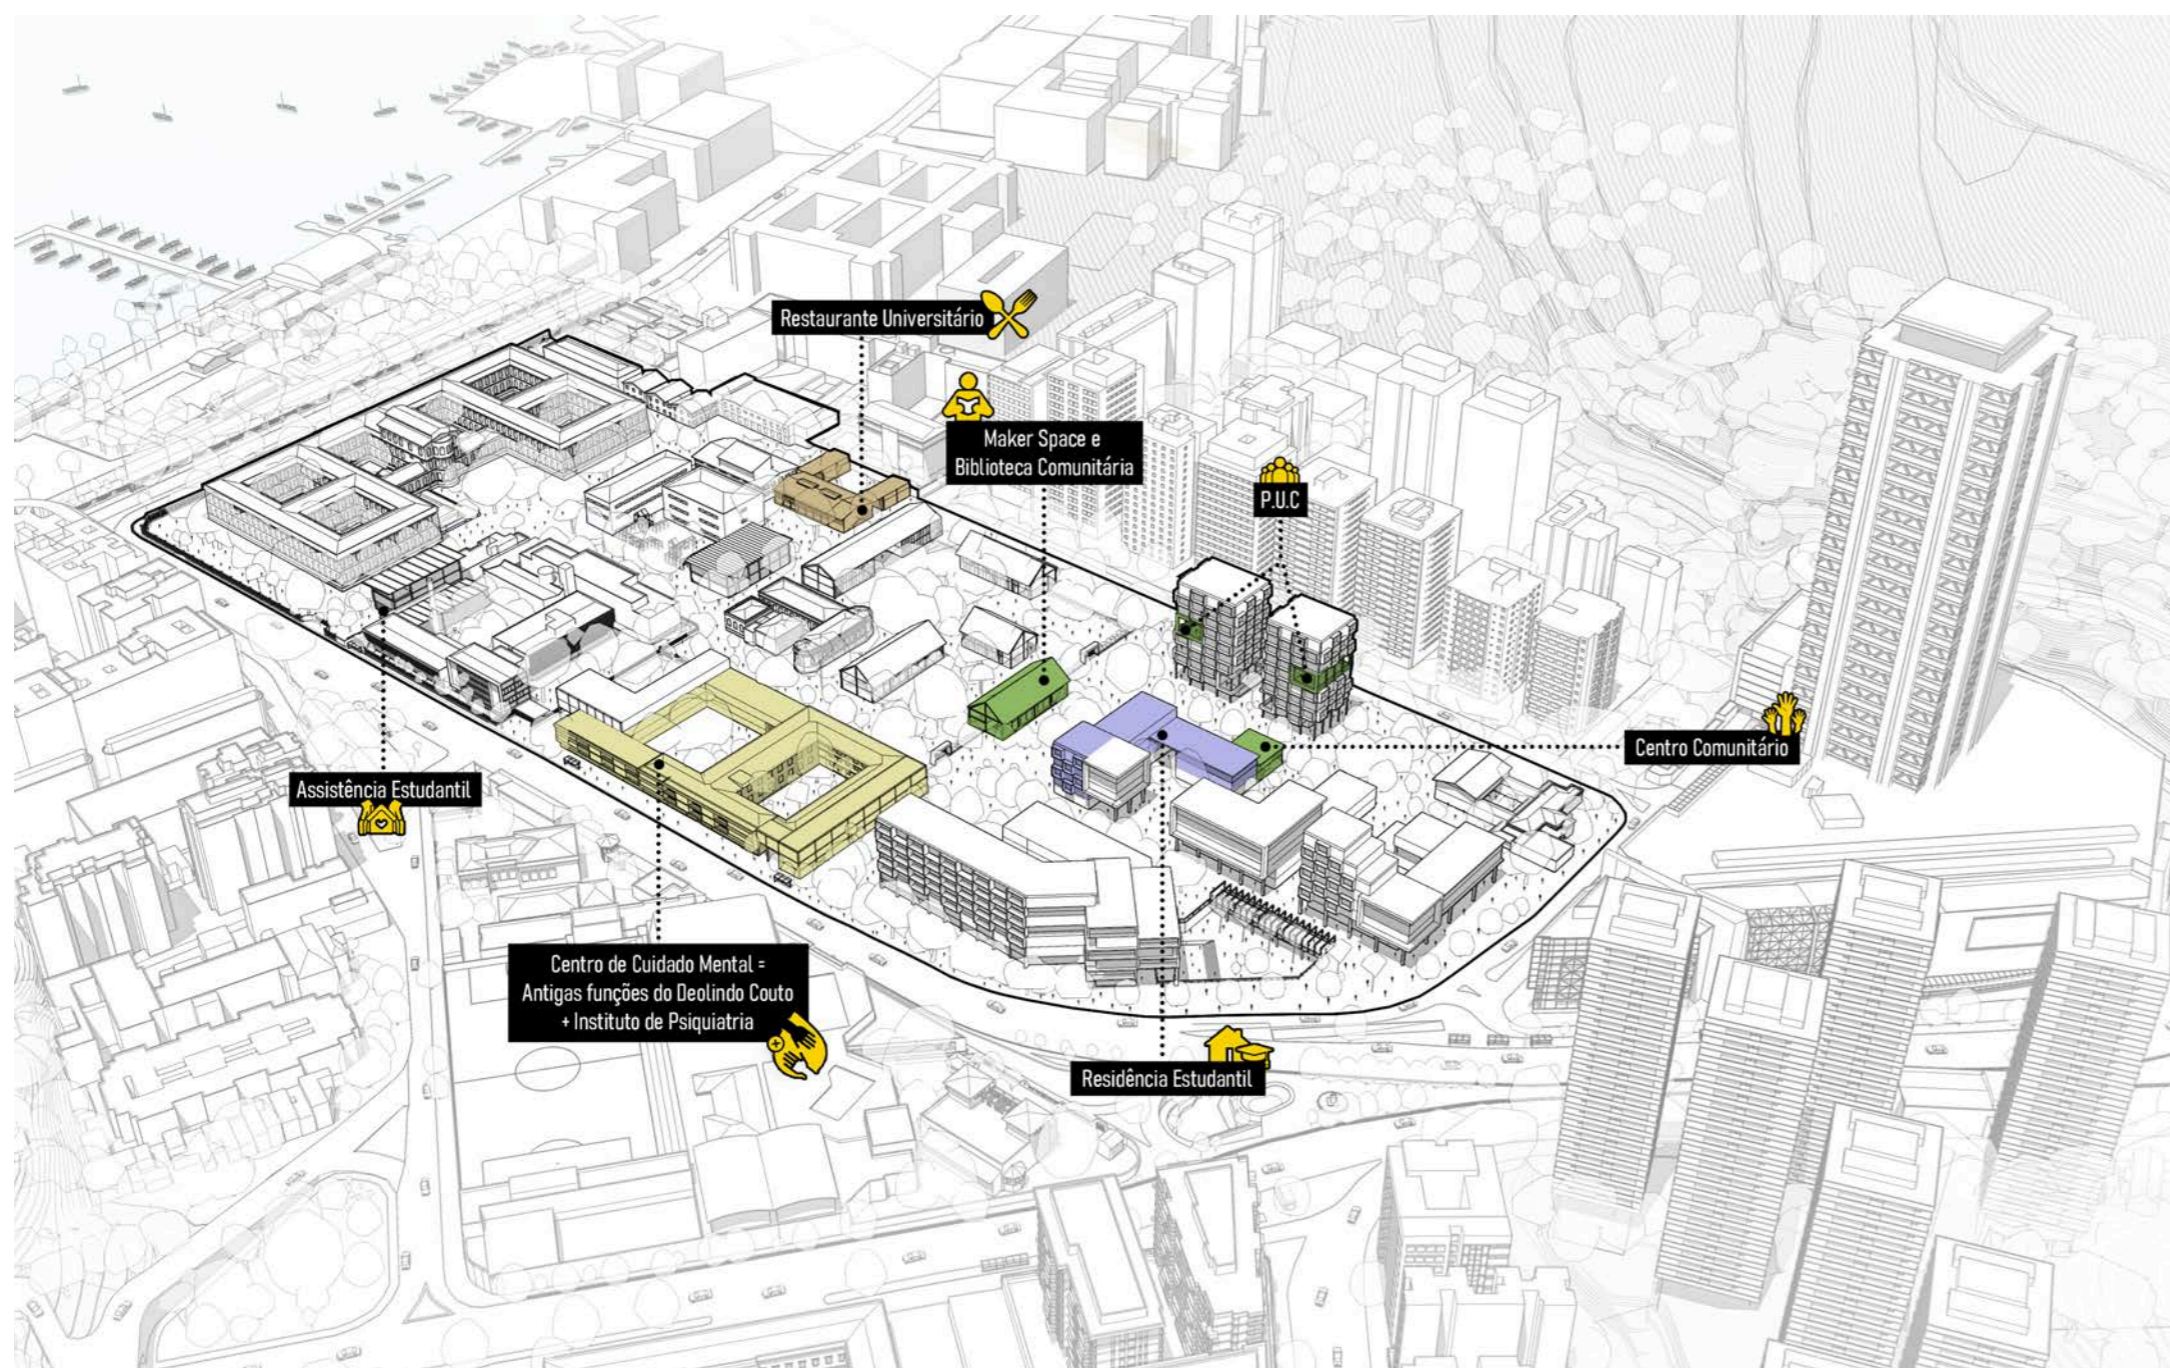 Restaurante Universitário
Maker Space e
Biblioteca Comunitária
P.U.C
Centro Comunitário
Assistência Estudantil
Centro de Cuidado Mental =
Antigas funções do Deolindo Couto
+ Instituto de Psiquiatria
Residência Estudantil